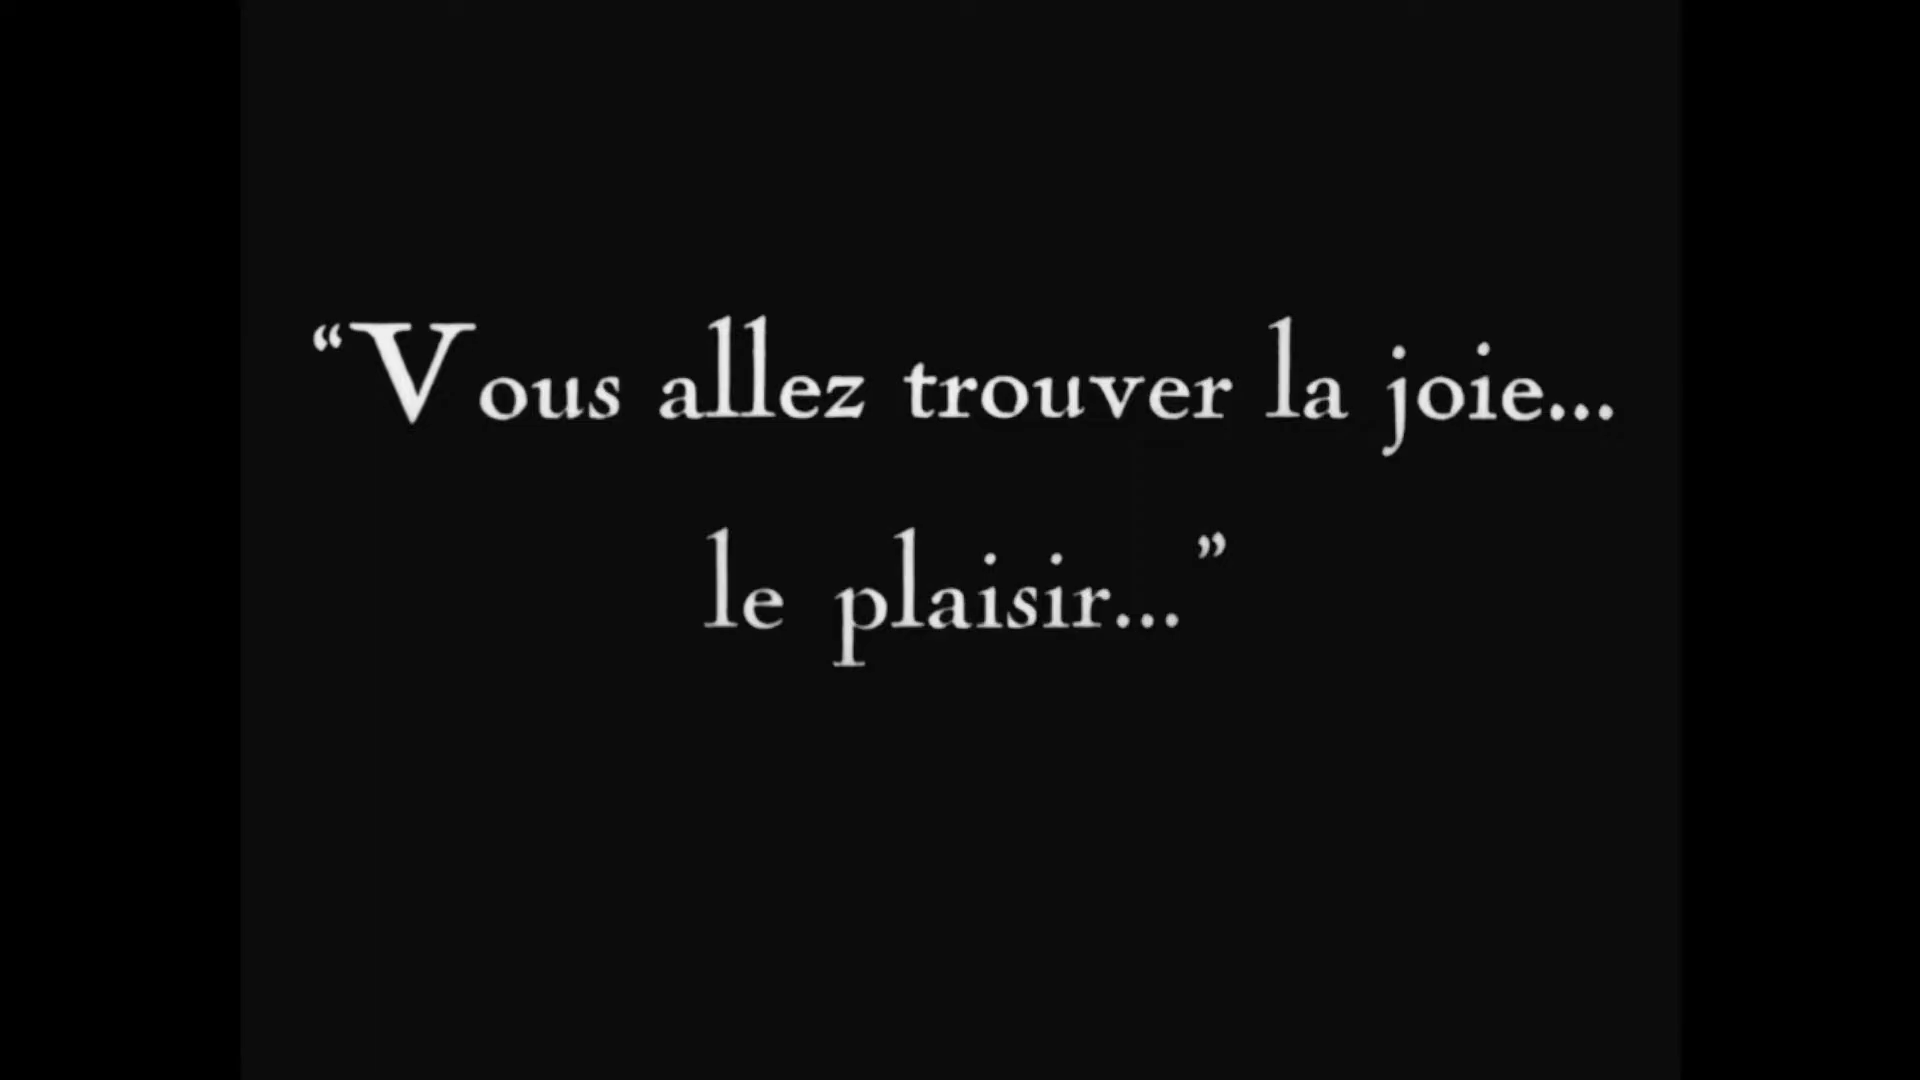 “Vous allez trouver la joie...
le plaisir...”